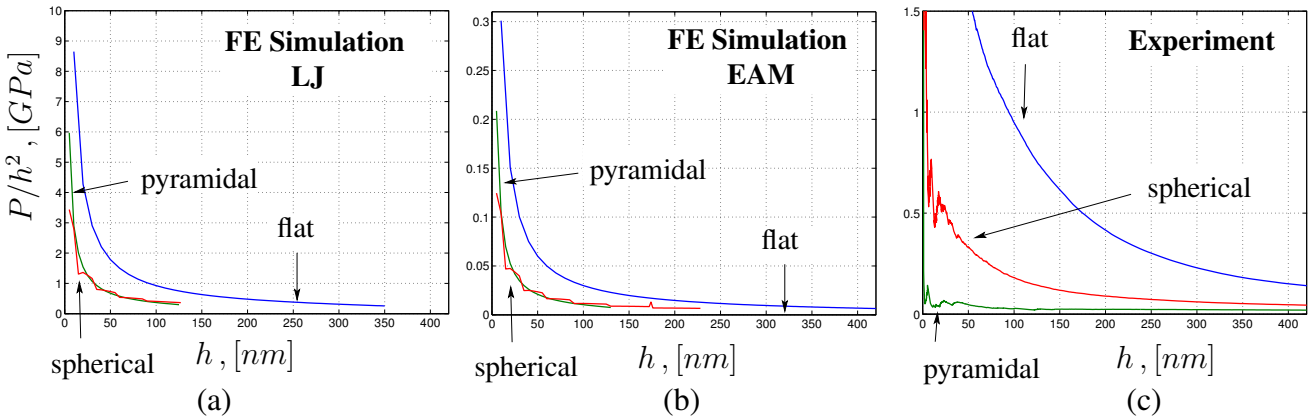 FE Simulation
LJ
P/h² , [GPa]
10
9
8
7
6
5
4
3
2
1
0
pyramidal
flat
spherical
0 50 100 150 200 250 300 350 400
h , [nm]
(a)
FE Simulation
EAM
0.3
0.25
0.2
0.15
0.1
0.05
0
pyramidal
flat
spherical
0 50 100 150 200 250 300 350 400
h , [nm]
(b)
Experiment
1.5
1
0.5
0
flat
spherical
pyramidal
0 50 100 150 200 250 300 350 400
h , [nm]
(c)